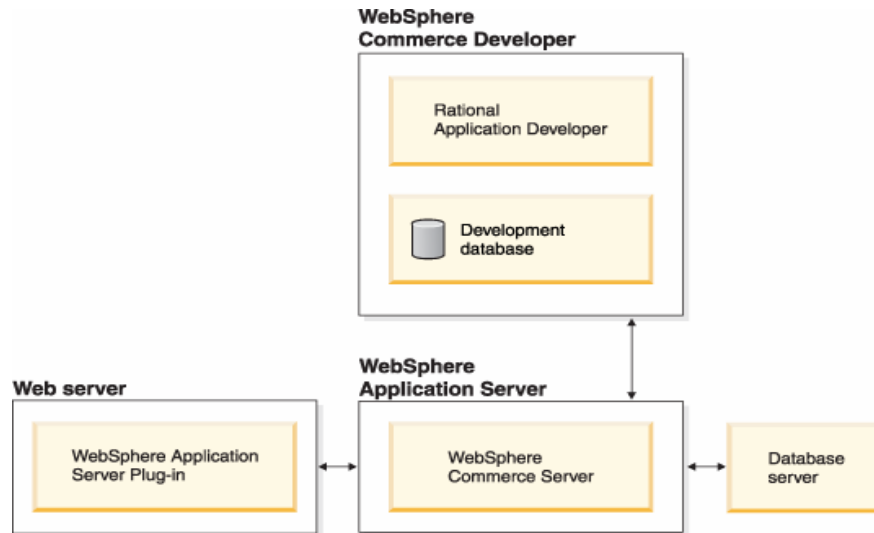 WebSphere
Commerce Developer
Rational
Application Developer
Development
database
Web server
WebSphere Application
Server Plug-in
WebSphere
Application Server
WebSphere
Commerce Server
Database
server